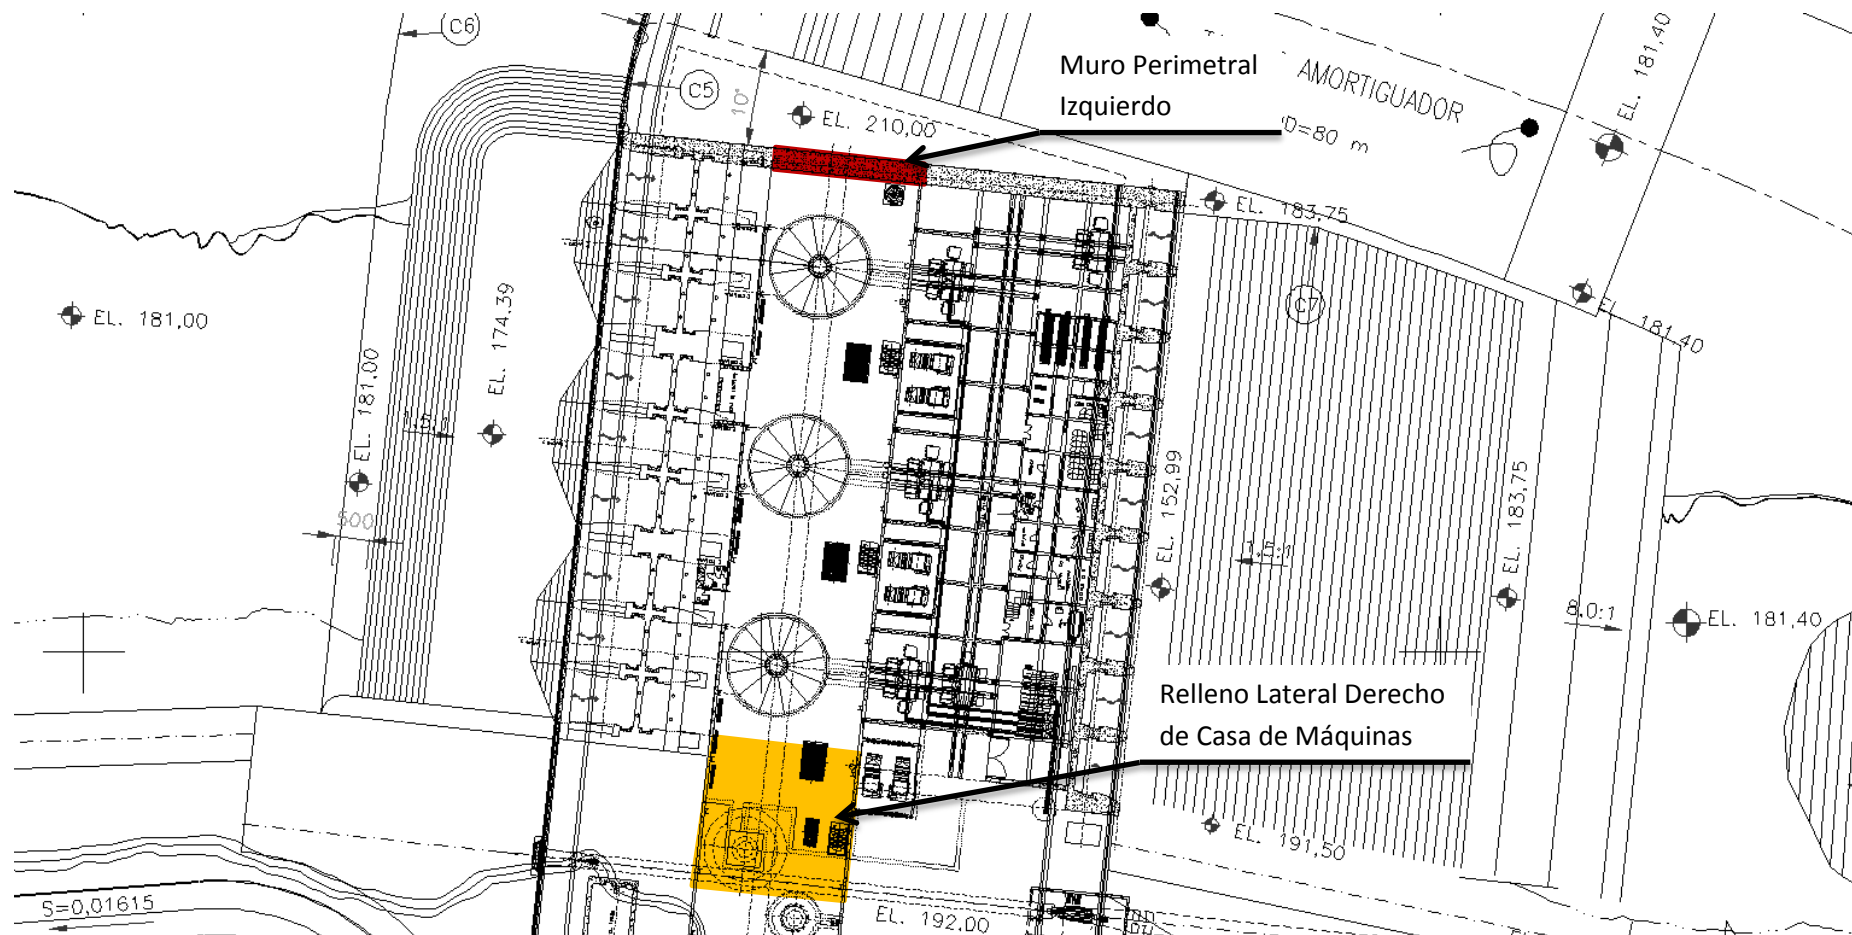 C6
C5
10°
EL. 210,00
Muro Perimetral
Izquierdo
AMORTIGUADOR
D=80 m
EL. 181,40
EL. 183,75
C7
EL. 181,40
EL. 181,00
EL. 174,39
EL. 181,00
1.5:1
500
EL. 152,99
1.5:1
EL. 183,75
8.0:1
EL. 181,40
Relleno Lateral Derecho
de Casa de Máquinas
EL. 191,50
EL. 192,00
S=0,01615